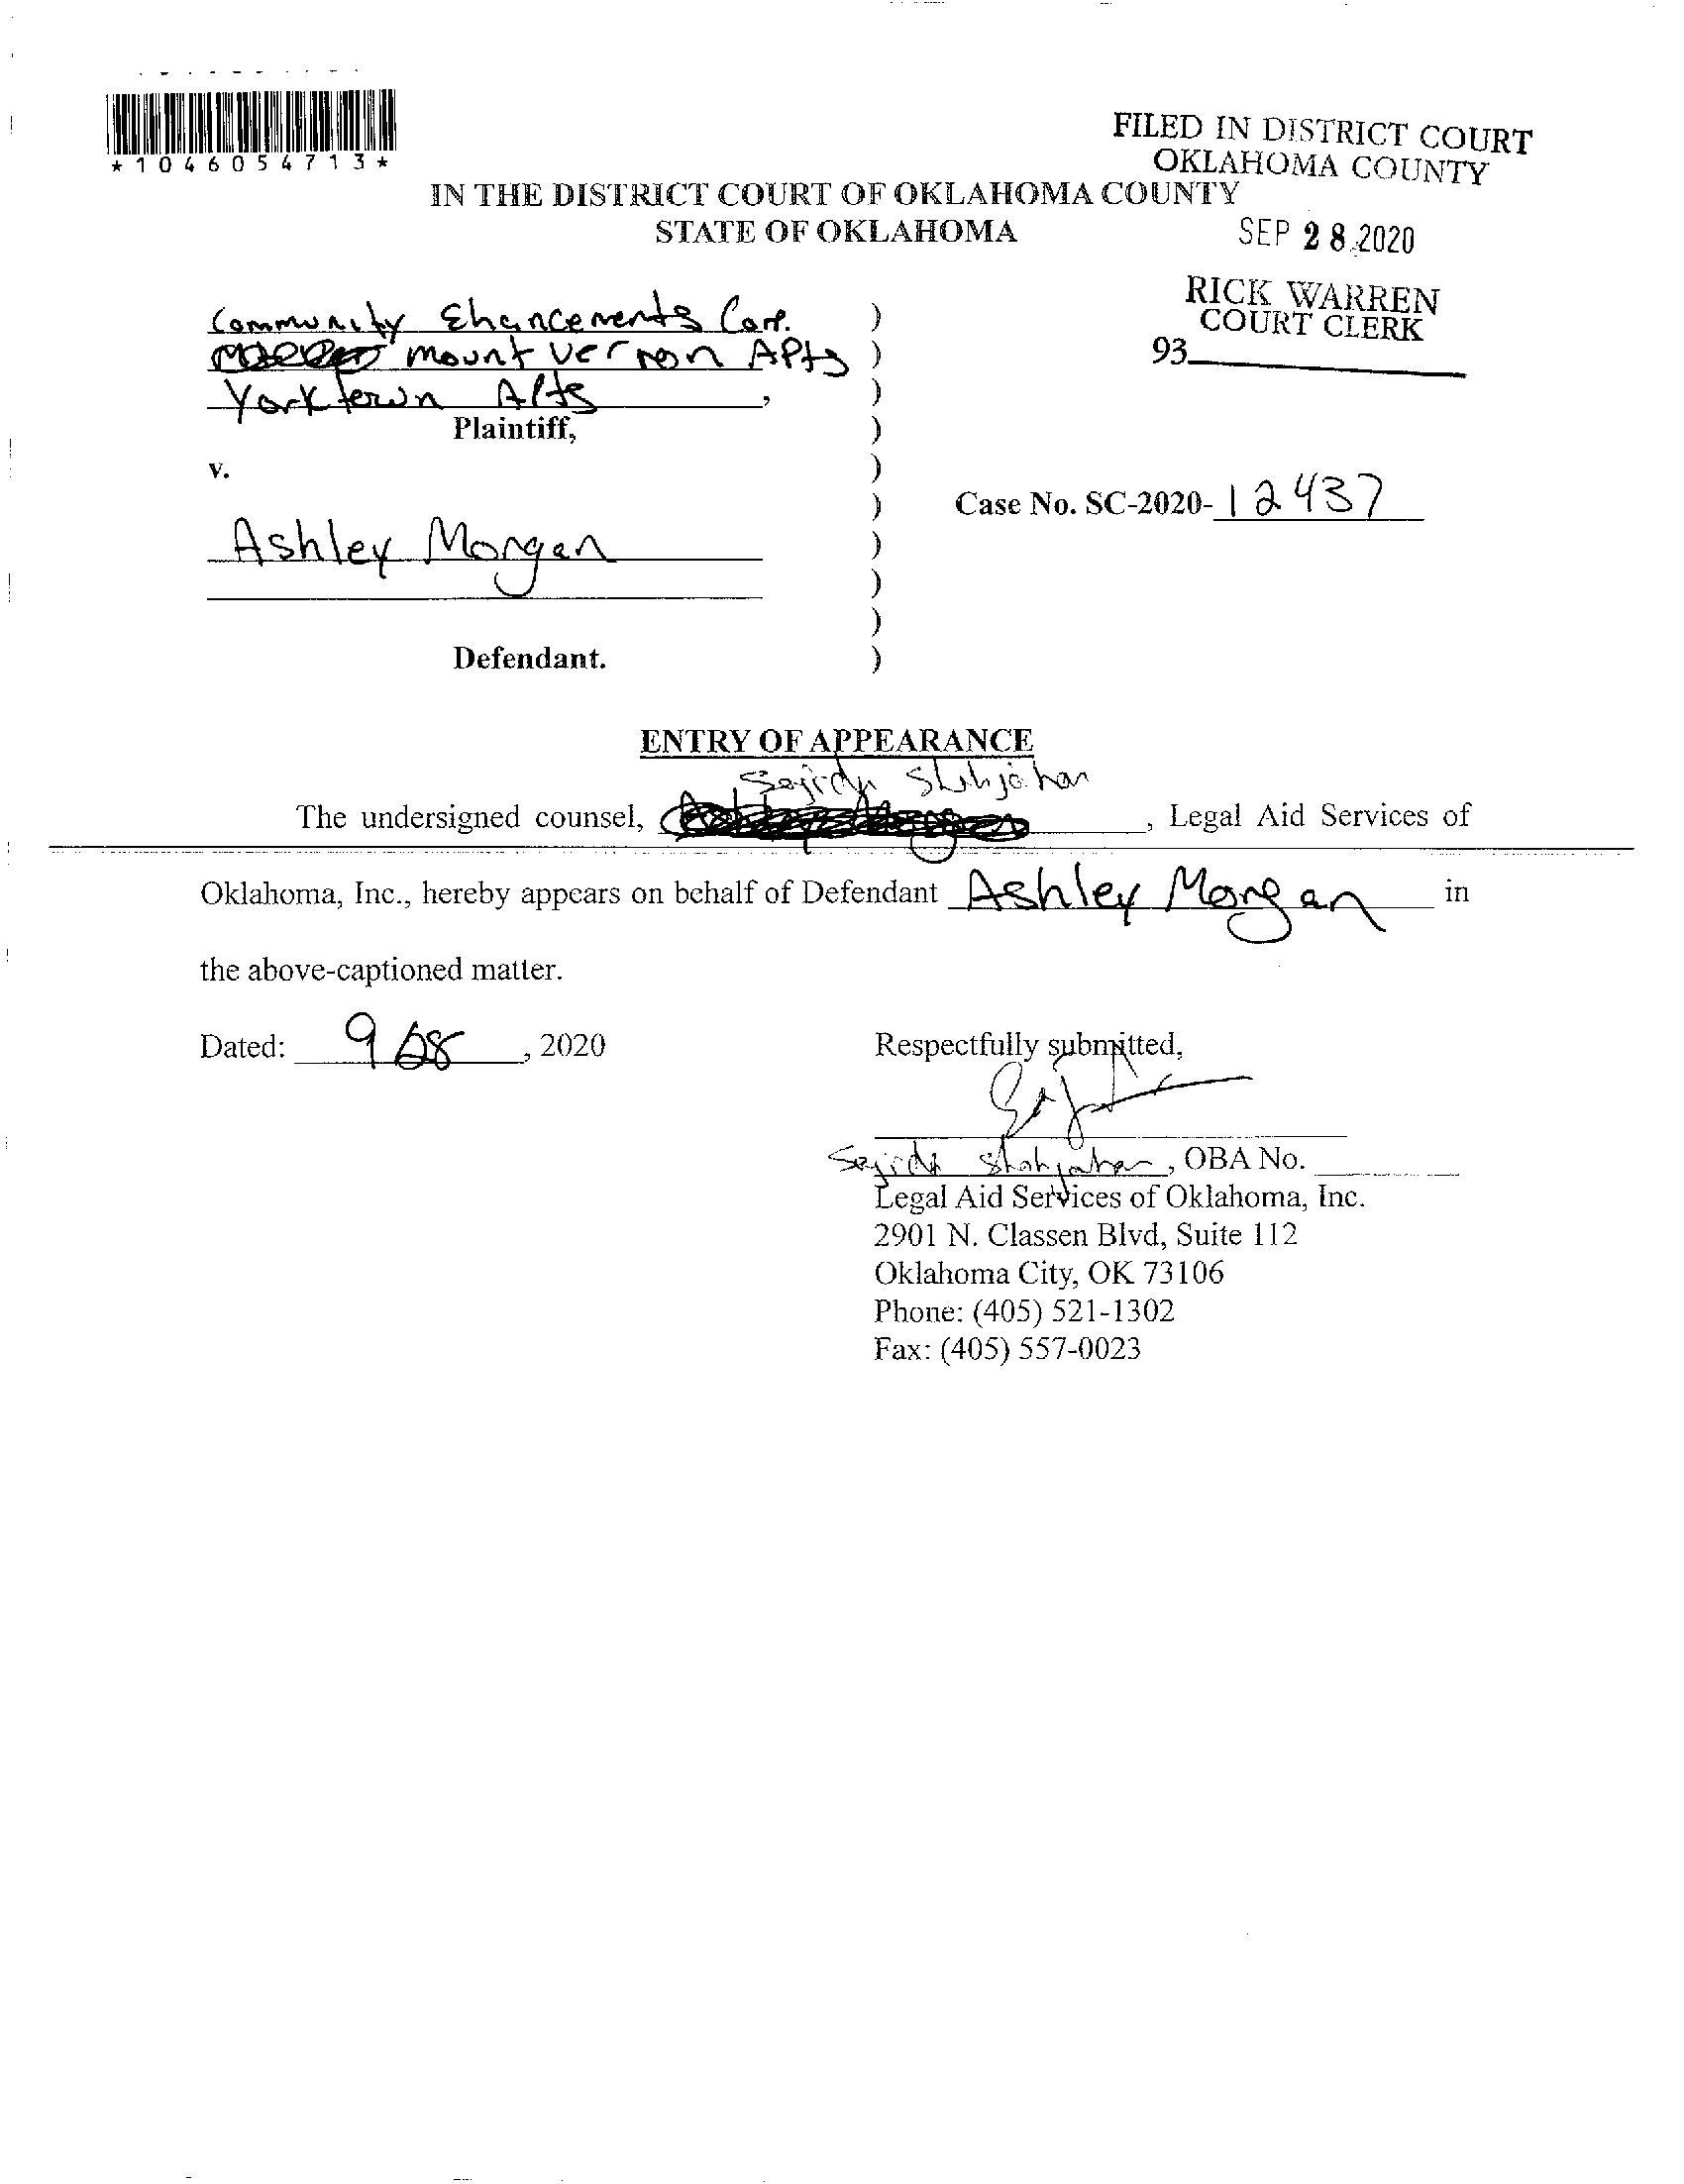 *1046054713*
FILED IN DISTRICT COURT
OKLAHOMA COUNTY
IN THE DISTRICT COURT OF OKLAHOMA COUNTY
STATE OF OKLAHOMA
SEP 28 2020
RICK WARREN
COURT CLERK
93
Community Ehancements Corp. )
mount vernon APts )
Yorktown Apts , )
Plaintiff, )
v. )
Case No. SC-2020- 12437 )
Ashley Morgan )
)
)
Defendant. )
ENTRY OF APPEARANCE
Sajida Shahjahan
The undersigned counsel, , Legal Aid Services of
Oklahoma, Inc., hereby appears on behalf of Defendant Ashley Morgan in
the above-captioned matter.
Dated: 9/28, 2020
Respectfully submitted,
Sajida Shahjahan, OBA No.
Legal Aid Services of Oklahoma, Inc.
2901 N. Classen Blvd, Suite 112
Oklahoma City, OK 73106
Phone: (405) 521-1302
Fax: (405) 557-0023